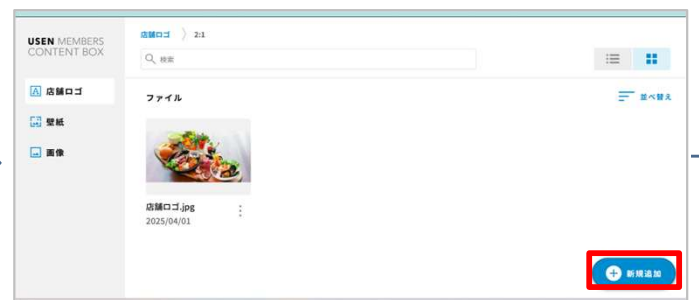 USEN MEMBERS
CONTENT BOX
店舗ロゴ
壁紙
画像
店舗ロゴ 〉 2:1
検索
ファイル
並べ替え
店舗ロゴ.jpg
2025/04/01
新規追加